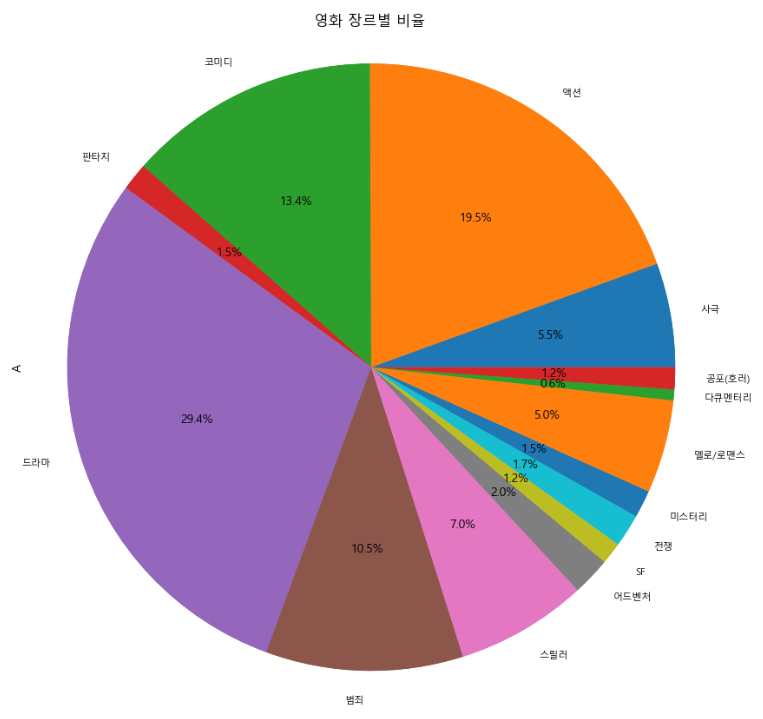 영화 장르별 비율
코미디
액션
판타지
13.4%
19.5%
1.5%
사극
5.5%
A
1.2%
공포(호러)
0.6%
다큐멘터리
29.4%
5.0%
드라마
1.5%
멜로/로맨스
1.7%
1.2%
2.0%
7.0%
미스터리
10.5%
전쟁
SF
어드벤처
스릴러
범죄